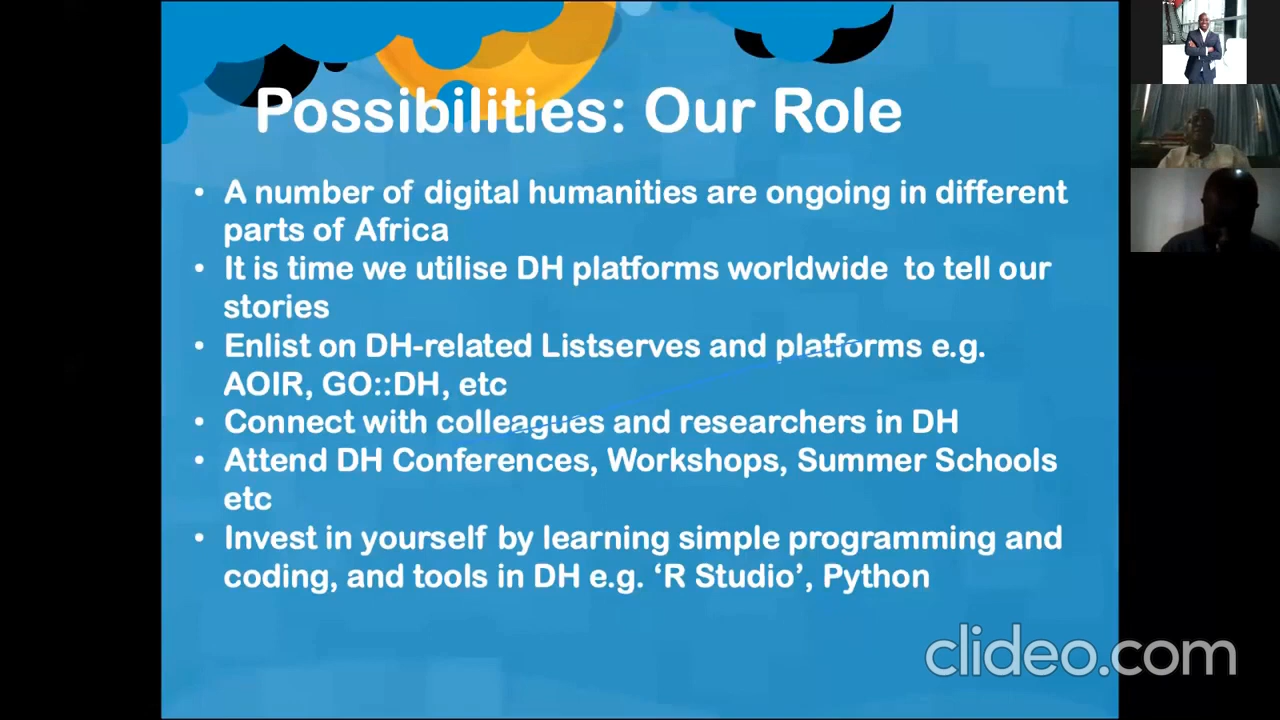 Possibilities: Our Role
• A number of digital humanities are ongoing in different
parts of Africa
• It is time we utilise DH platforms worldwide to tell our
stories
• Enlist on DH-related Listserves and platforms e.g.
AOIR, GO::DH, etc
• Connect with colleagues and researchers in DH
• Attend DH Conferences, Workshops, Summer Schools
etc
• Invest in yourself by learning simple programming and
coding, and tools in DH e.g. ‘R Studio’, Python
clideo.com